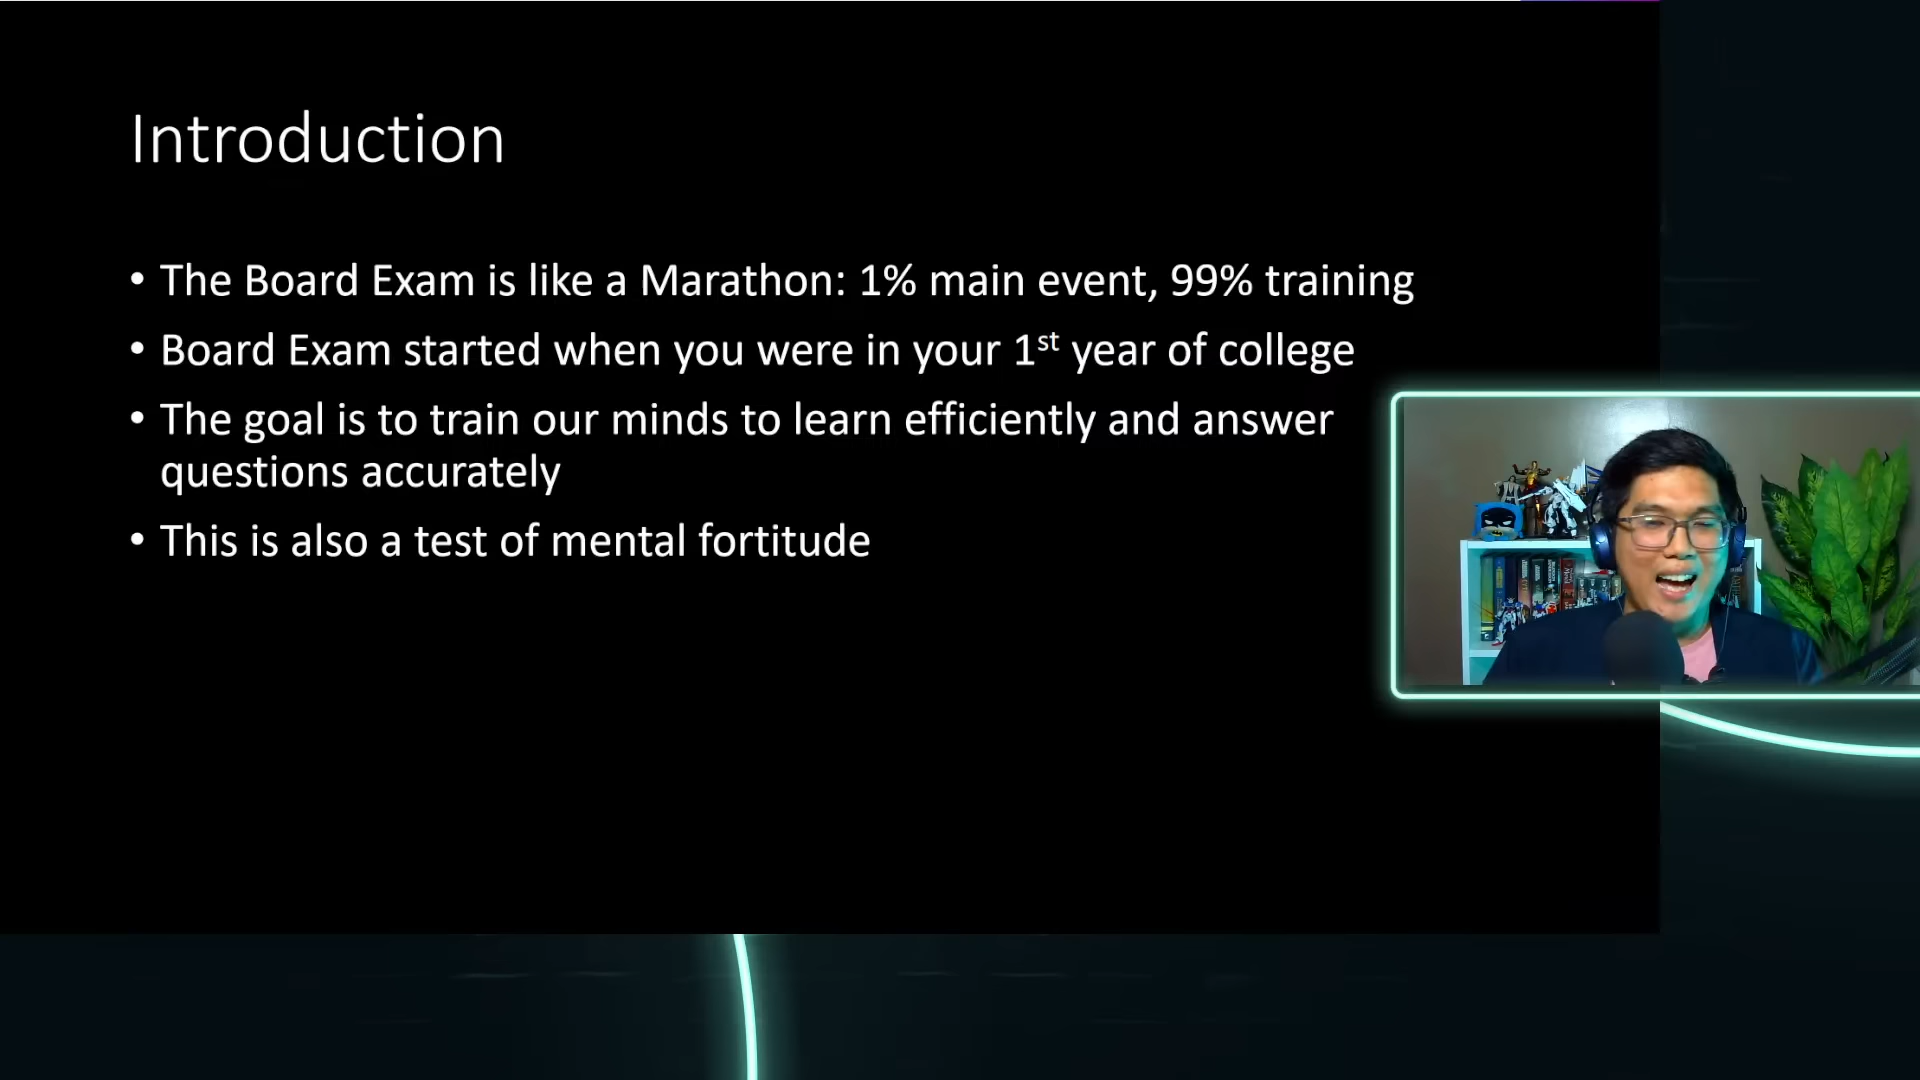 Introduction
• The Board Exam is like a Marathon: 1% main event, 99% training
• Board Exam started when you were in your 1st year of college
• The goal is to train our minds to learn efficiently and answer
questions accurately
• This is also a test of mental fortitude